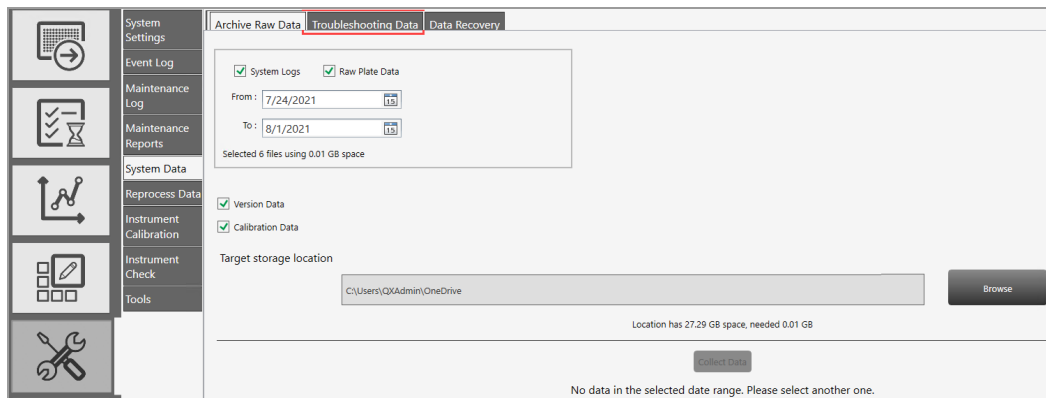 System
Settings
Event Log
Maintenance
Log
Maintenance
Reports
System Data
Reprocess Data
Instrument
Calibration
Instrument
Check
Tools
Archive Raw Data Troubleshooting Data Data Recovery
System Logs Raw Plate Data
From : 7/24/2021 15
To : 8/1/2021 15
Selected 6 files using 0.01 GB space
Version Data
Calibration Data
Target storage location
C:\Users\QXAdmin\OneDrive
Browse
Location has 27.29 GB space, needed 0.01 GB
Collect Data
No data in the selected date range. Please select another one.